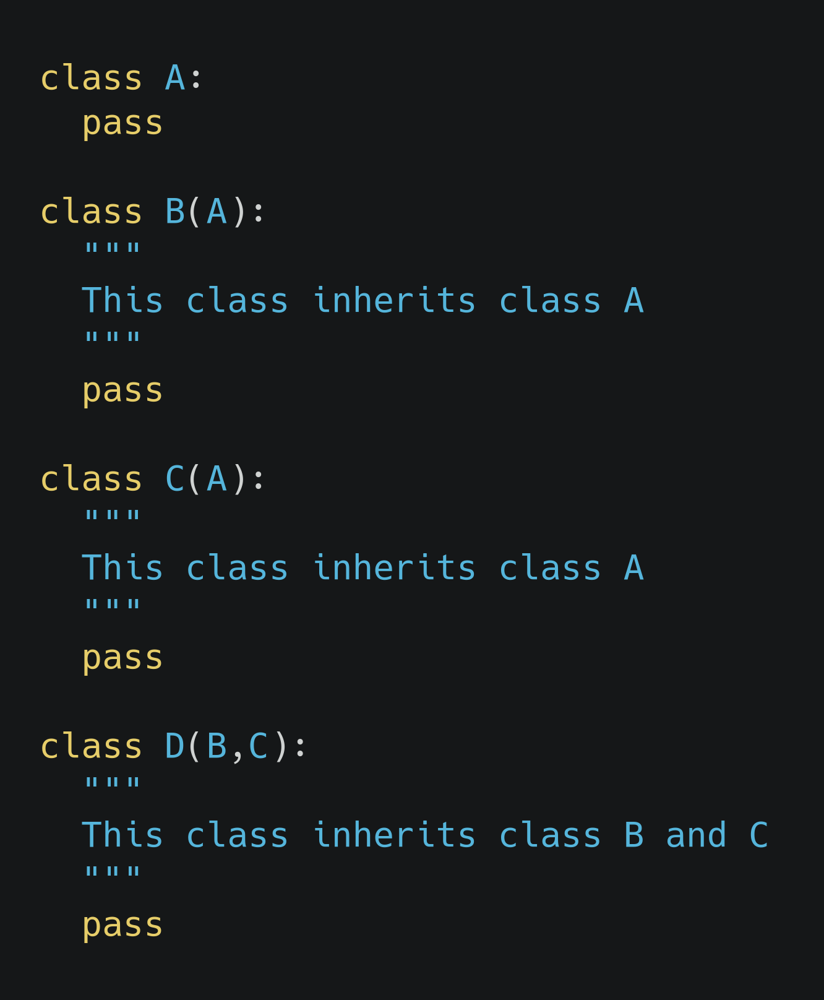 class A:
  pass

class B(A):
  """
  This class inherits class A
  """
  pass

class C(A):
  """
  This class inherits class A
  """
  pass

class D(B,C):
  """
  This class inherits class B and C
  """
  pass